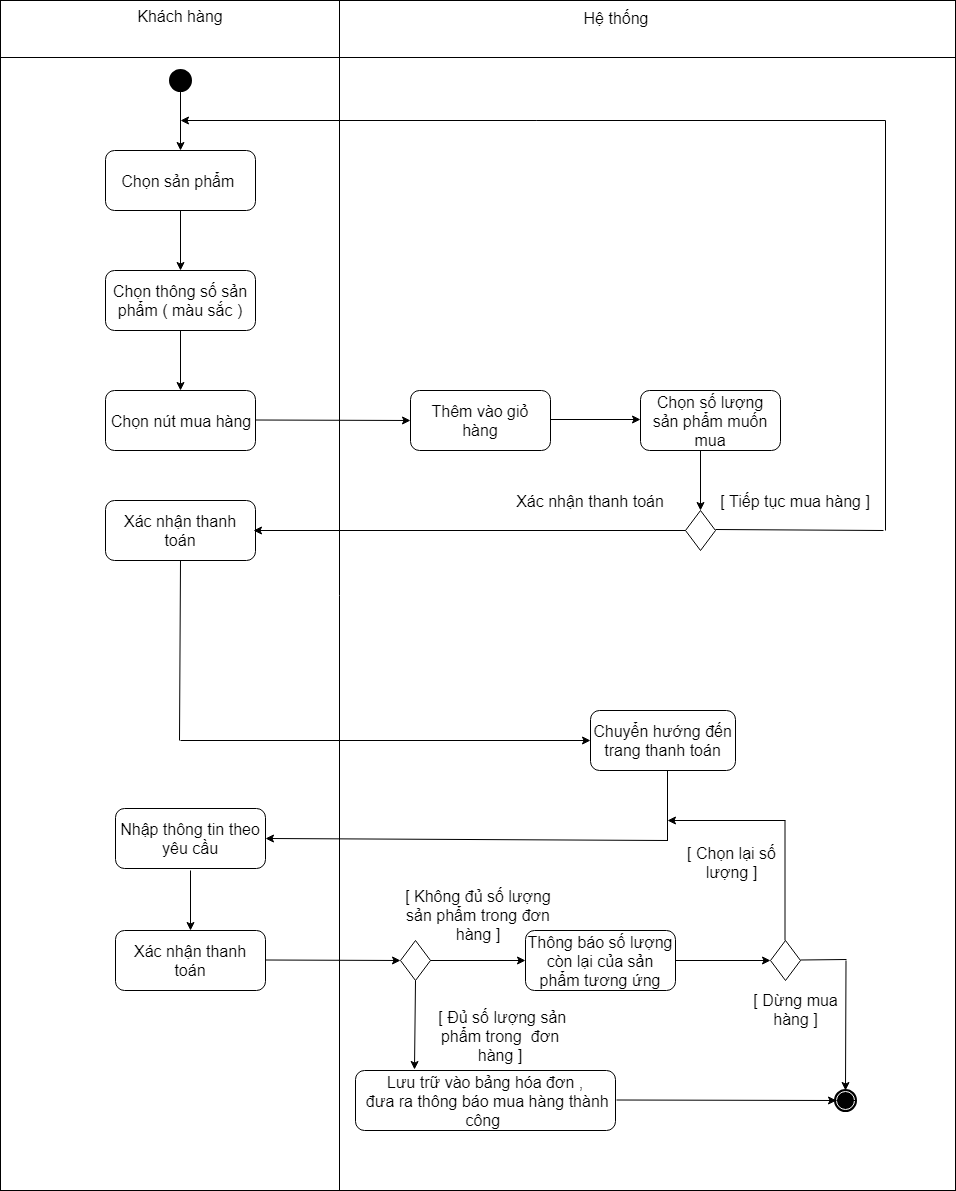 Khách hàng
Hệ thống
Chọn sản phẩm
Chọn thông số sản
phẩm ( màu sắc )
Chọn nút mua hàng
Thêm vào giỏ
hàng
Chọn số lượng
sản phẩm muốn
mua
Xác nhận thanh toán
[ Tiếp tục mua hàng ]
Xác nhận thanh
toán
Chuyển hướng đến
trang thanh toán
Nhập thông tin theo
yêu cầu
[ Chọn lại số
lượng ]
[ Không đủ số lượng
sản phẩm trong đơn
hàng ]
Xác nhận thanh
toán
Thông báo số lượng
còn lại của sản
phẩm tương ứng
[ Dừng mua
hàng ]
[ Đủ số lượng sản
phẩm trong  đơn
hàng ]
Lưu trữ vào bảng hóa đơn ,
đưa ra thông báo mua hàng thành
công